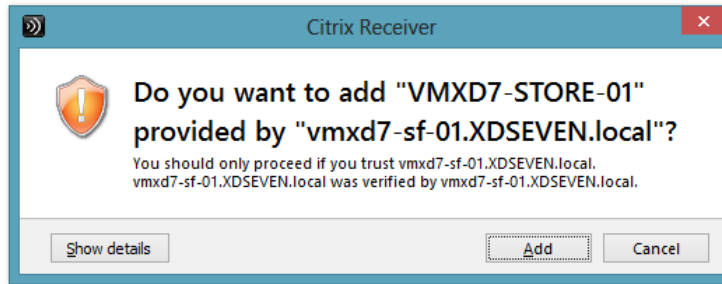 Citrix Receiver
Do you want to add "VMXD7-STORE-01"
provided by "vmxd7-sf-01.XDSEVEN.local"?
You should only proceed if you trust vmxd7-sf-01.XDSEVEN.local.
vmxd7-sf-01.XDSEVEN.local was verified by vmxd7-sf-01.XDSEVEN.local.
Show details Add Cancel